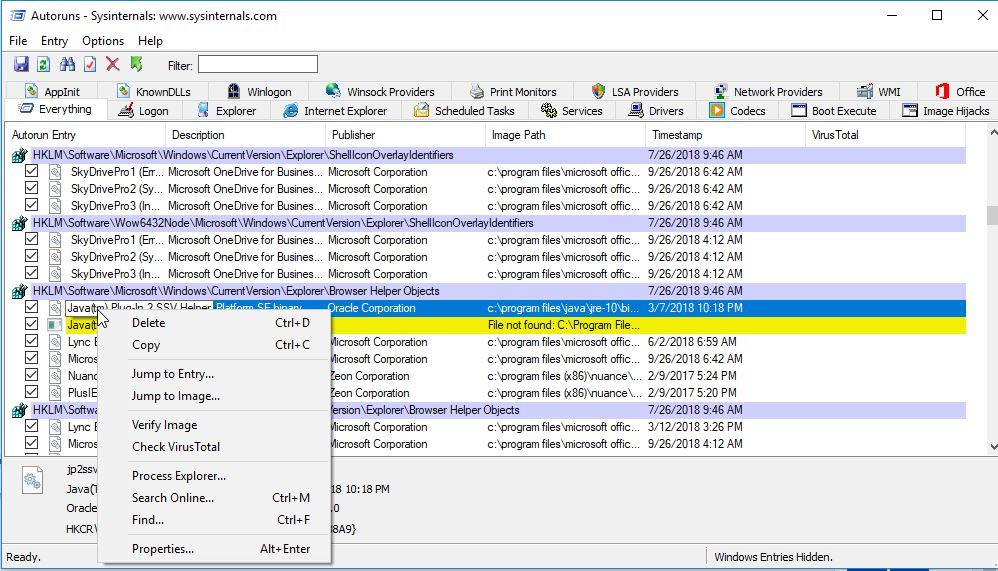 Autoruns - Sysinternals: www.sysinternals.com
File Entry Options Help
Filter:
AppInit KnownDLLs Winlogon Winsock Providers Print Monitors LSA Providers Network Providers WMI Office
Everything Logon Explorer Internet Explorer Scheduled Tasks Services Drivers Codecs Boot Execute Image Hijacks
Autorun Entry Description Publisher Image Path Timestamp VirusTotal
HKLM\Software\Microsoft\Windows\CurrentVersion\Explorer\ShellIconOverlayIdentifiers 7/26/2018 9:46 AM
SkyDrivePro1 (Err... Microsoft OneDrive for Busines... Microsoft Corporation c:\program files\microsoft offic... 9/26/2018 6:42 AM
SkyDrivePro2 (Sy... Microsoft OneDrive for Busines... Microsoft Corporation c:\program files\microsoft offic... 9/26/2018 6:42 AM
SkyDrivePro3 (In... Microsoft OneDrive for Busines... Microsoft Corporation c:\program files\microsoft offic... 9/26/2018 6:42 AM
HKLM\Software\Wow6432Node\Microsoft\Windows\CurrentVersion\Explorer\ShellIconOverlayIdentifiers 7/26/2018 9:46 AM
SkyDrivePro1 (Err... Microsoft OneDrive for Busines... Microsoft Corporation c:\program files\microsoft offic... 9/26/2018 4:12 AM
SkyDrivePro2 (Sy... Microsoft OneDrive for Busines... Microsoft Corporation c:\program files\microsoft offic... 9/26/2018 4:12 AM
SkyDrivePro3 (In... Microsoft OneDrive for Busines... Microsoft Corporation c:\program files\microsoft offic... 9/26/2018 4:12 AM
HKLM\Software\Microsoft\Windows\CurrentVersion\Explorer\Browser Helper Objects 7/26/2018 9:46 AM
Java(tm) Plug-In 2 SSV Helper Platform SE binary Oracle Corporation c:\program files\java\jre-10\bi... 3/7/2018 10:18 PM
Java(t File not found: C:\Program File...
Lync B Microsoft Corporation c:\program files\microsoft offic... 6/2/2018 6:59 AM
Micros Microsoft Corporation c:\program files\microsoft offic... 9/26/2018 6:42 AM
Nuanc Zeon Corporation c:\program files (x86)\nuance\... 2/9/2017 5:24 PM
PlusIE Zeon Corporation c:\program files (x86)\nuance\... 2/9/2017 5:20 PM
HKLM\Softwa Version\Explorer\Browser Helper Objects 7/26/2018 9:46 AM
Lync B Microsoft Corporation c:\program files\microsoft offic... 3/12/2018 3:26 PM
Micros Microsoft Corporation c:\program files\microsoft offic... 9/26/2018 4:12 AM
Delete Ctrl+D
Copy Ctrl+C
Jump to Entry...
Jump to Image...
Verify Image
Check VirusTotal
Process Explorer...
Search Online... Ctrl+M
Find... Ctrl+F
Properties... Alt+Enter
jp2ssv
Java(T 18 10:18 PM
Oracle .0
HKCR\ 8A9}
Ready. Windows Entries Hidden.